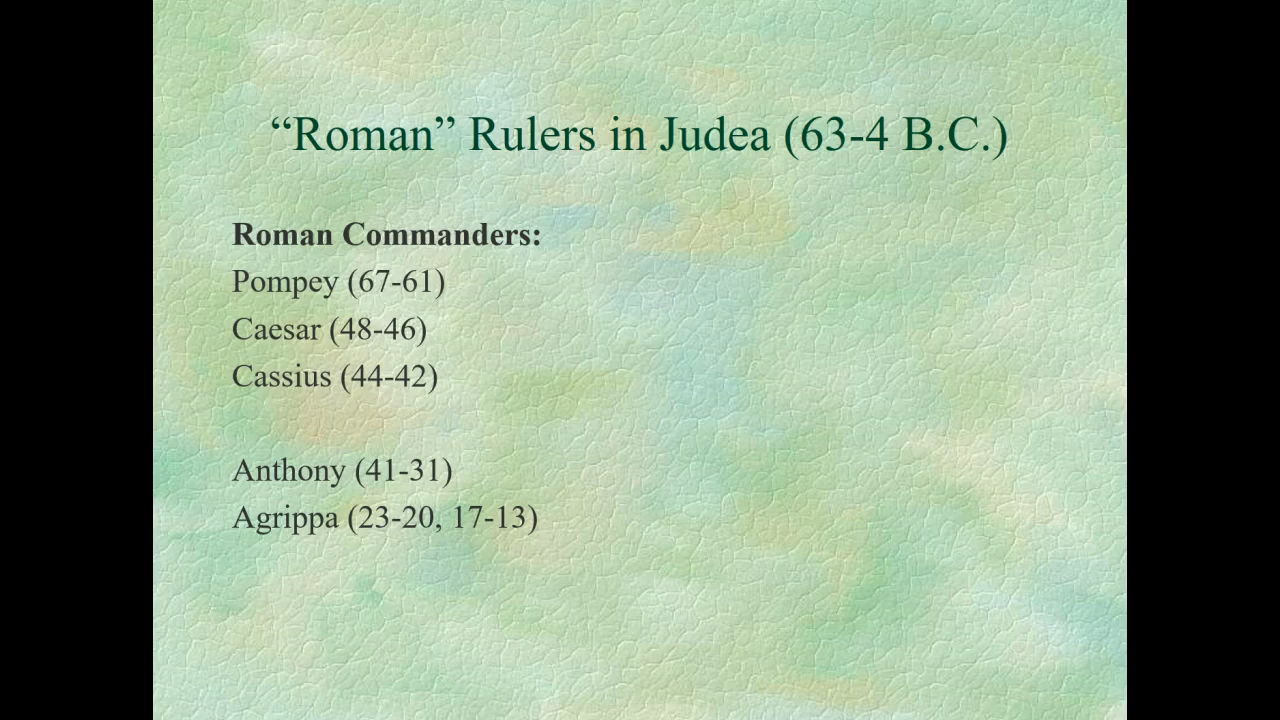 “Roman” Rulers in Judea (63-4 B.C.)
Roman Commanders:
Pompey (67-61)
Caesar (48-46)
Cassius (44-42)
Anthony (41-31)
Agrippa (23-20, 17-13)